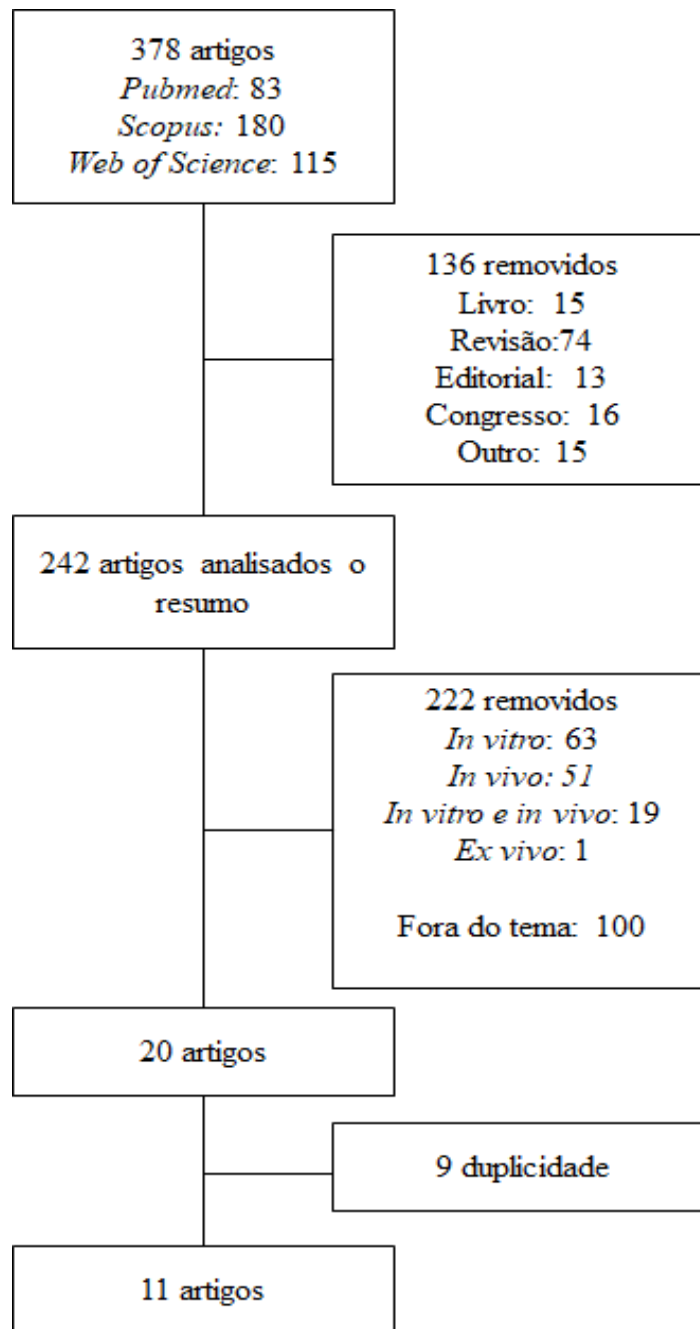 378 artigos
Pubmed: 83
Scopus: 180
Web of Science: 115
136 removidos
Livro: 15
Revisão:74
Editorial: 13
Congresso: 16
Outro: 15
242 artigos analisados o
resumo
222 removidos
In vitro: 63
In vivo: 51
In vitro e in vivo: 19
Ex vivo: 1
Fora do tema: 100
20 artigos
9 duplicidade
11 artigos